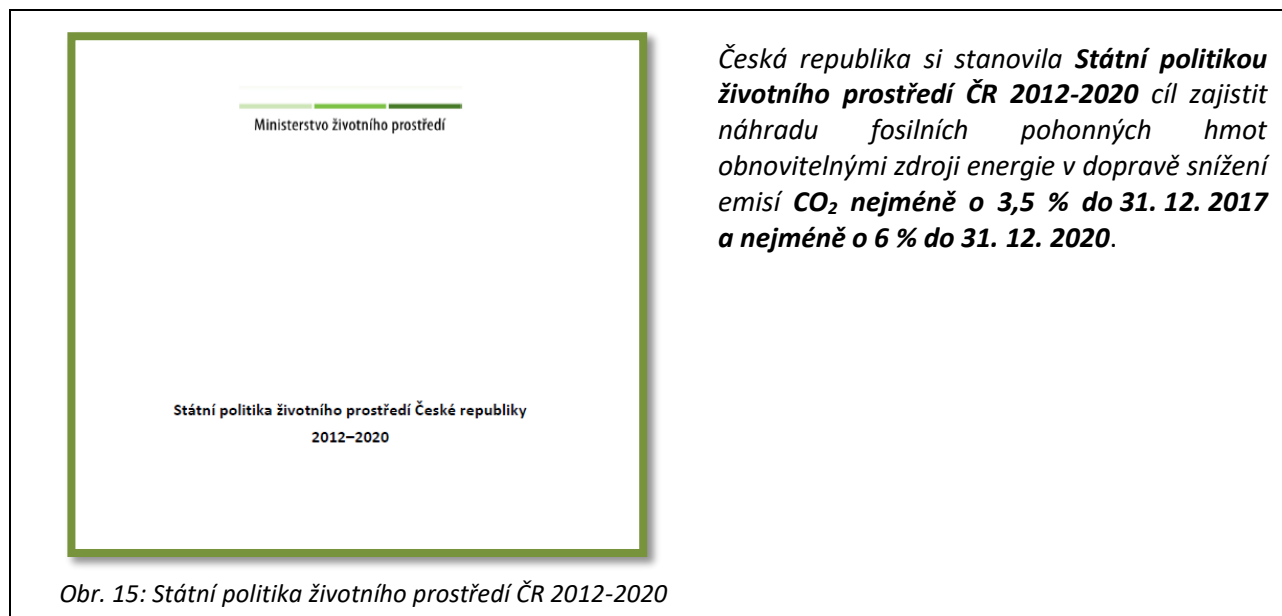 Ministerstvo životního prostředí
Státní politika životního prostředí České republiky
2012–2020
Obr. 15: Státní politika životního prostředí ČR 2012-2020
Česká republika si stanovila Státní politikou
životního prostředí ČR 2012-2020 cíl zajistit
náhradu fosilních pohonných hmot
obnovitelnými zdroji energie v dopravě snížení
emisí CO₂ nejméně o 3,5 % do 31. 12. 2017
a nejméně o 6 % do 31. 12. 2020.